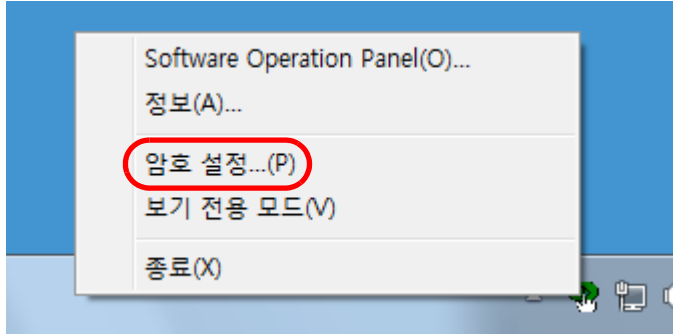 Software Operation Panel(O)...
정보(A)...
암호 설정...(P)
보기 전용 모드(V)
종료(X)